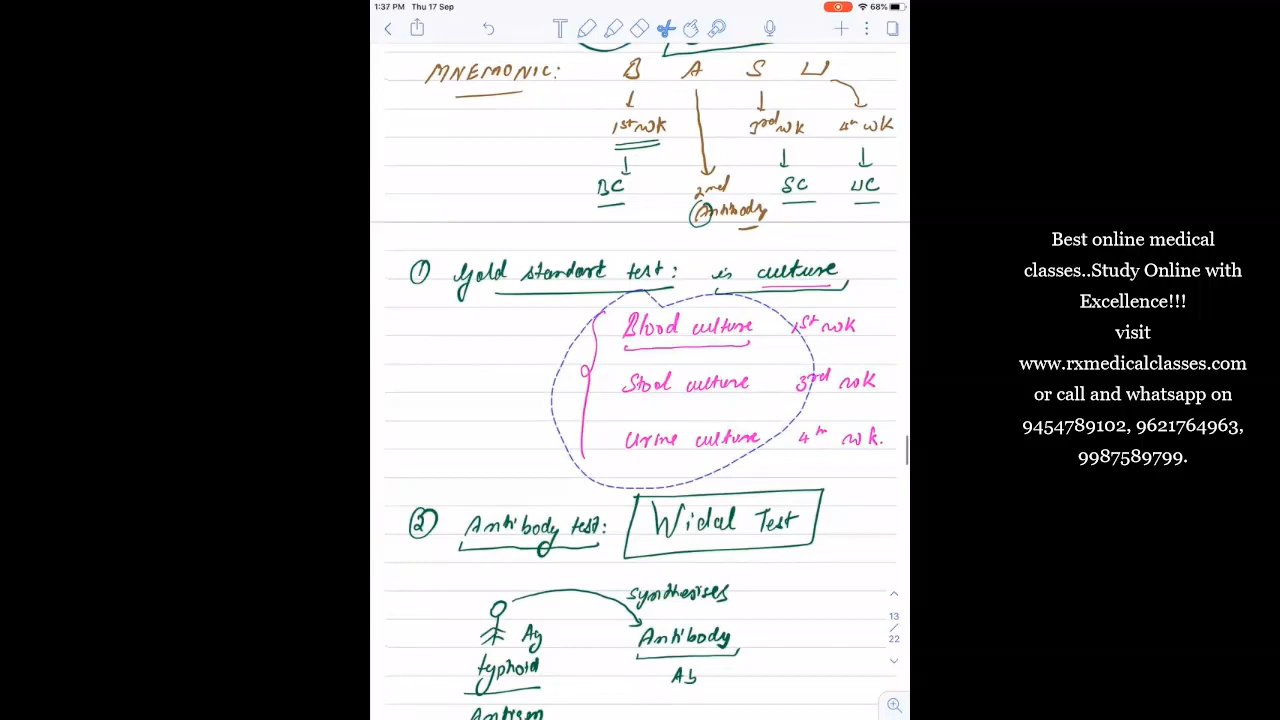 1:37 PM Thu 17 Sep
68%
MNEMONIC: B A S U
1st wk 3rd wk 4th wk
BC 2nd SC UC
Antibody
① Gold standard test: is culture
Blood culture 1st wk
Stool culture 3rd wk
Urine culture 4th wk.
② Antibody test: Widal Test
synthesises
Ag Antibody
typhoid Ab
Antigen
13
/
22
Best online medical
classes..Study Online with
Excellence!!!
visit
www.rxmedicalclasses.com
or call and whatsapp on
9454789102, 9621764963,
9987589799.